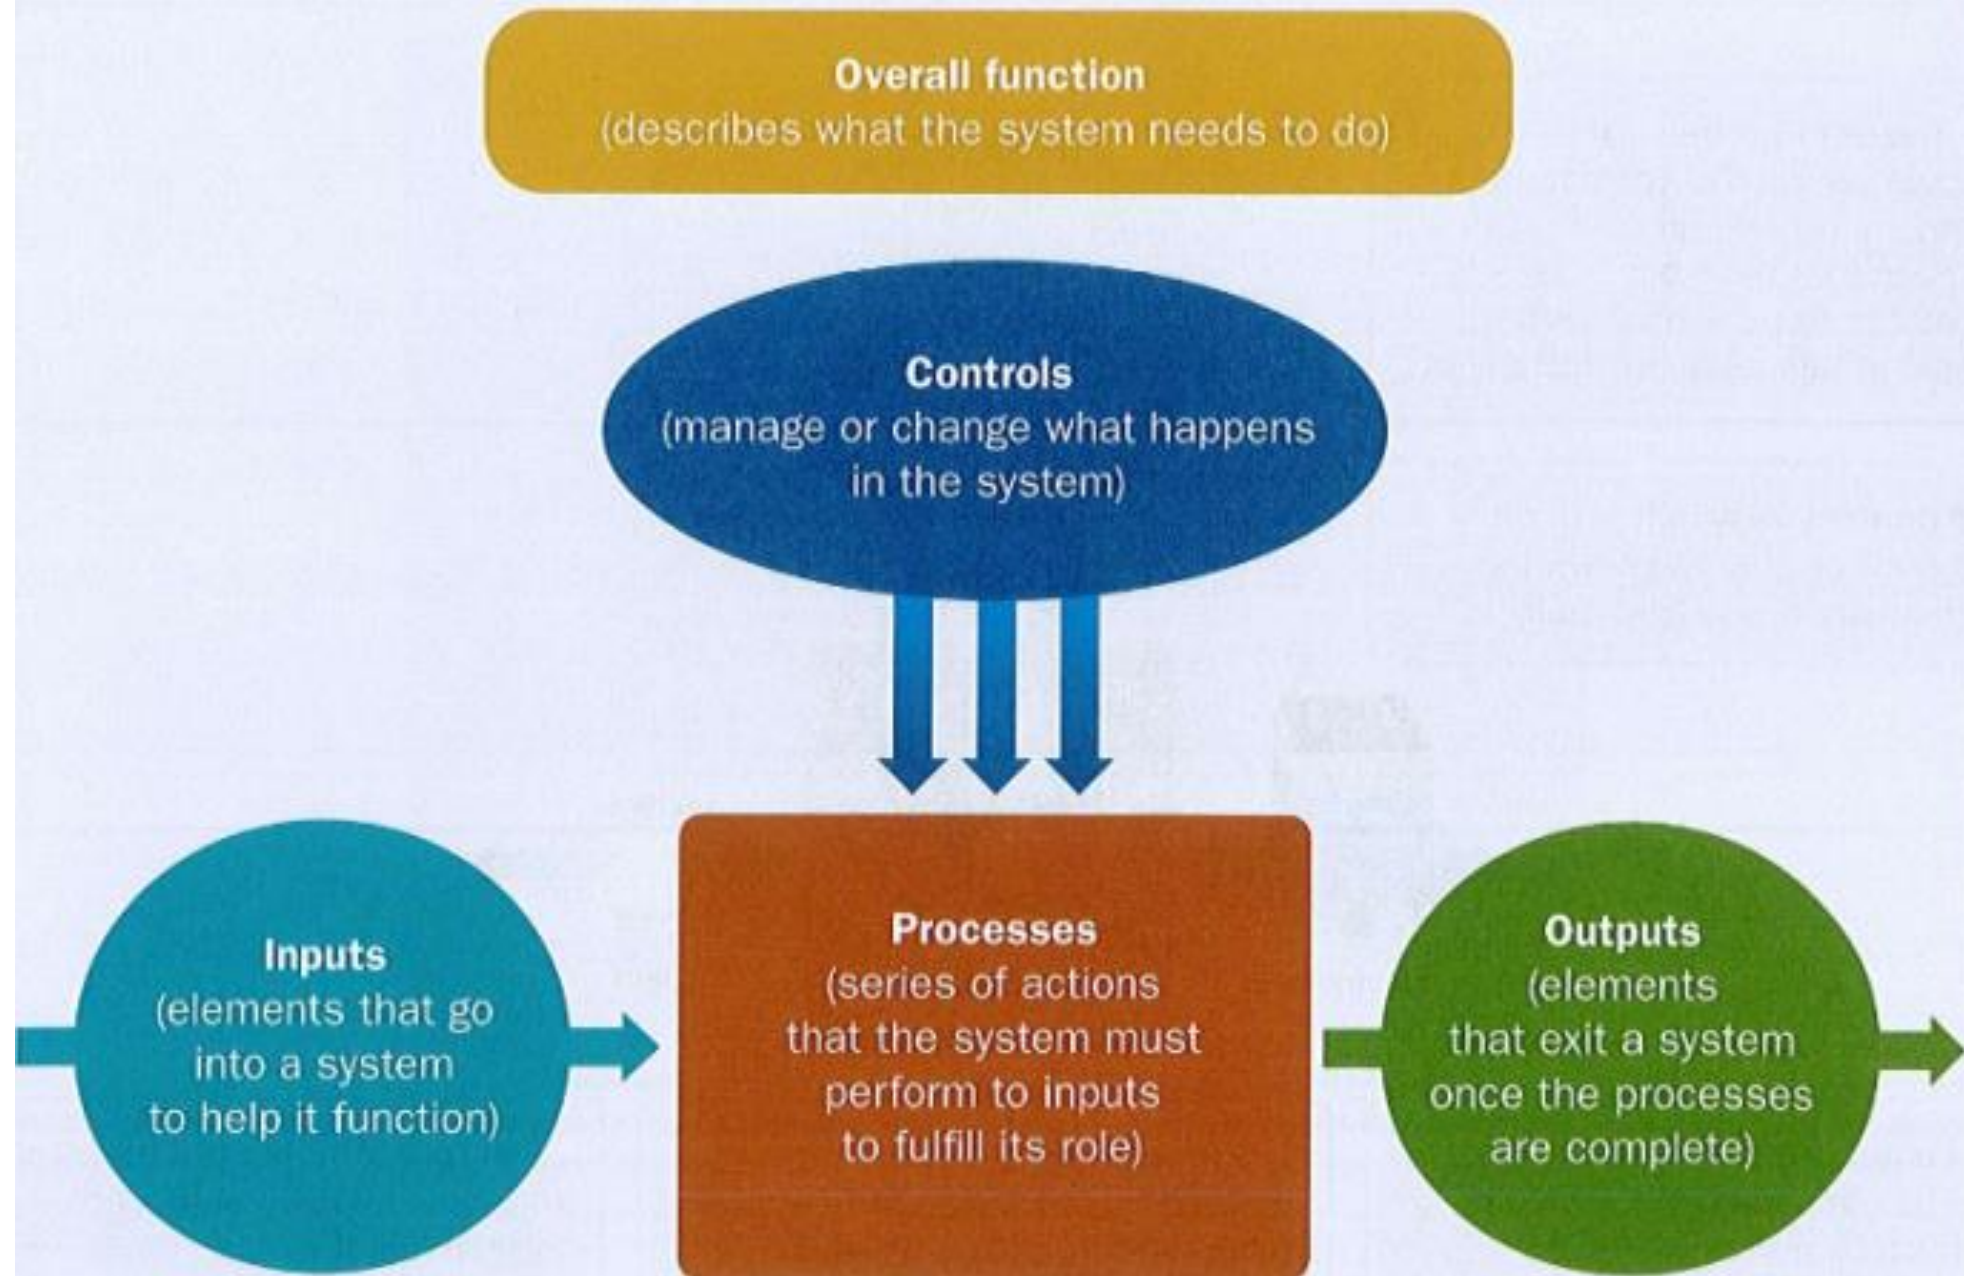 Overall function
(describes what the system needs to do)
Controls
(manage or change what happens
in the system)
Inputs
(elements that go
into a system
to help it function)
Processes
(series of actions
that the system must
perform to inputs
to fulfill its role)
Outputs
(elements
that exit a system
once the processes
are complete)